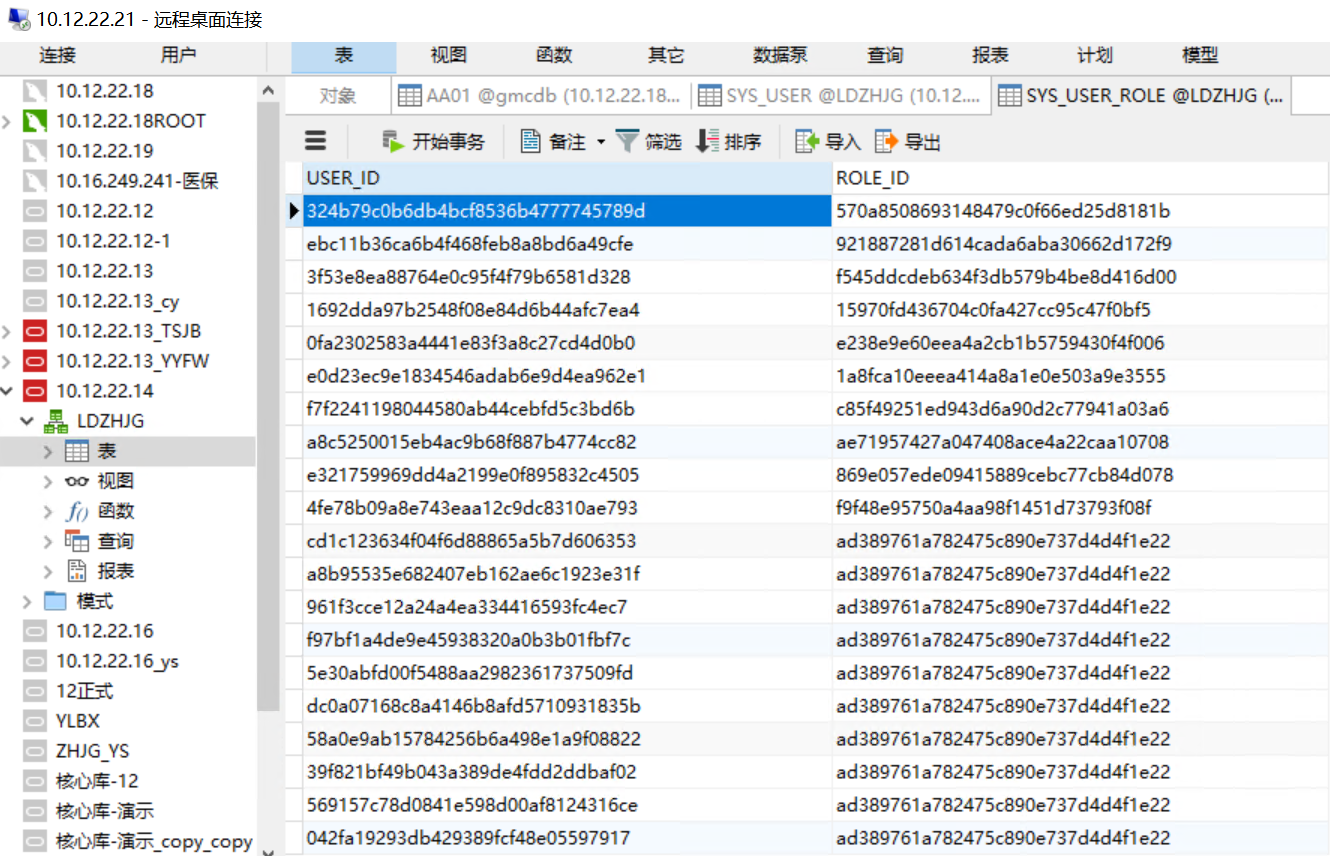 10.12.22.21 - 远程桌面连接
连接 用户 表 视图 函数 其它 数据泵 查询 报表 计划 模型
对象 AA01 @gmcdb (10.12.22.18... SYS_USER @LDZHJG (10.12.... SYS_USER_ROLE @LDZHJG (...
开始事务 备注 筛选 排序 导入 导出
10.12.22.18
10.12.22.18ROOT
10.12.22.19
10.16.249.241-医保
10.12.22.12
10.12.22.12-1
10.12.22.13
10.12.22.13_cy
10.12.22.13_TSJB
10.12.22.13_YYFW
10.12.22.14
LDZHJG
表
视图
函数
查询
报表
模式
10.12.22.16
10.12.22.16_ys
12正式
YLBX
ZHJG_YS
核心库-12
核心库-演示
核心库-演示_copy_copy
USER_ID ROLE_ID
324b79c0b6db4bcf8536b4777745789d 570a8508693148479c0f66ed25d8181b
ebc11b36ca6b4f468feb8a8bd6a49cfe 921887281d614cada6aba30662d172f9
3f53e8ea88764e0c95f4f79b6581d328 f545ddcdeb634f3db579b4be8d416d00
1692dda97b2548f08e84d6b44afc7ea4 15970fd436704c0fa427cc95c47f0bf5
0fa2302583a4441e83f3a8c27cd4d0b0 e238e9e60eea4a2cb1b5759430f4f006
e0d23ec9e1834546adab6e9d4ea962e1 1a8fca10eeea414a8a1e0e503a9e3555
f7f2241198044580ab44cebfd5c3bd6b c85f49251ed943d6a90d2c77941a03a6
a8c5250015eb4ac9b68f887b4774cc82 ae71957427a047408ace4a22caa10708
e321759969dd4a2199e0f895832c4505 869e057ede09415889cebc77cb84d078
4fe78b09a8e743eaa12c9dc8310ae793 f9f48e95750a4aa98f1451d73793f08f
cd1c123634f04f6d88865a5b7d606353 ad389761a782475c890e737d4d4f1e22
a8b95535e682407eb162ae6c1923e31f ad389761a782475c890e737d4d4f1e22
961f3cce12a24a4ea334416593fc4ec7 ad389761a782475c890e737d4d4f1e22
f97bf1a4de9e45938320a0b3b01fbf7c ad389761a782475c890e737d4d4f1e22
5e30abfd00f5488aa2982361737509fd ad389761a782475c890e737d4d4f1e22
dc0a07168c8a4146b8afd5710931835b ad389761a782475c890e737d4d4f1e22
58a0e9ab15784256b6a498e1a9f08822 ad389761a782475c890e737d4d4f1e22
39f821bf49b043a389de4fdd2ddbaf02 ad389761a782475c890e737d4d4f1e22
569157c78d0841e598d00af8124316ce ad389761a782475c890e737d4d4f1e22
042fa19293db429389fcf48e05597917 ad389761a782475c890e737d4d4f1e22